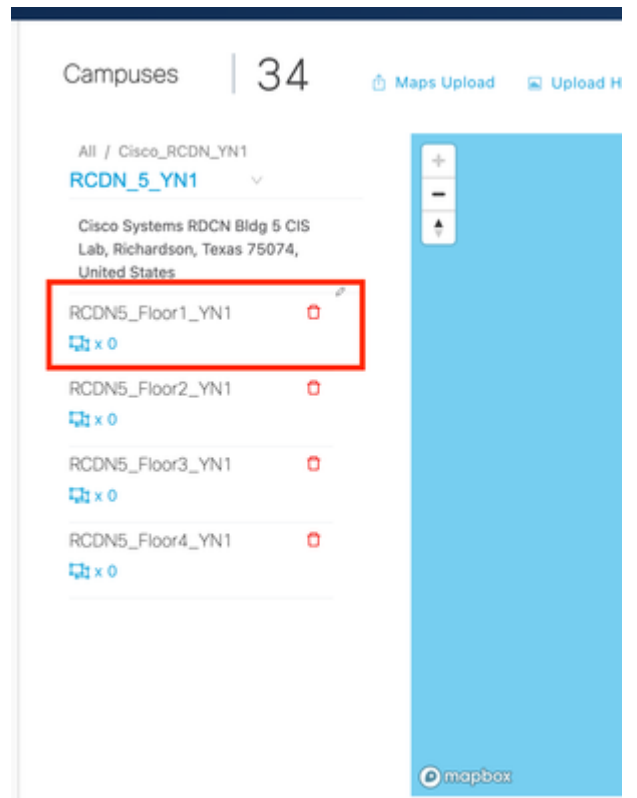 Campuses 34 Maps Upload Upload H
All / Cisco_RCDN_YN1
RCDN_5_YN1
Cisco Systems RDCN Bldg 5 CIS
Lab, Richardson, Texas 75074,
United States
RCDN5_Floor1_YN1
x 0
RCDN5_Floor2_YN1
x 0
RCDN5_Floor3_YN1
x 0
RCDN5_Floor4_YN1
x 0
mapbox